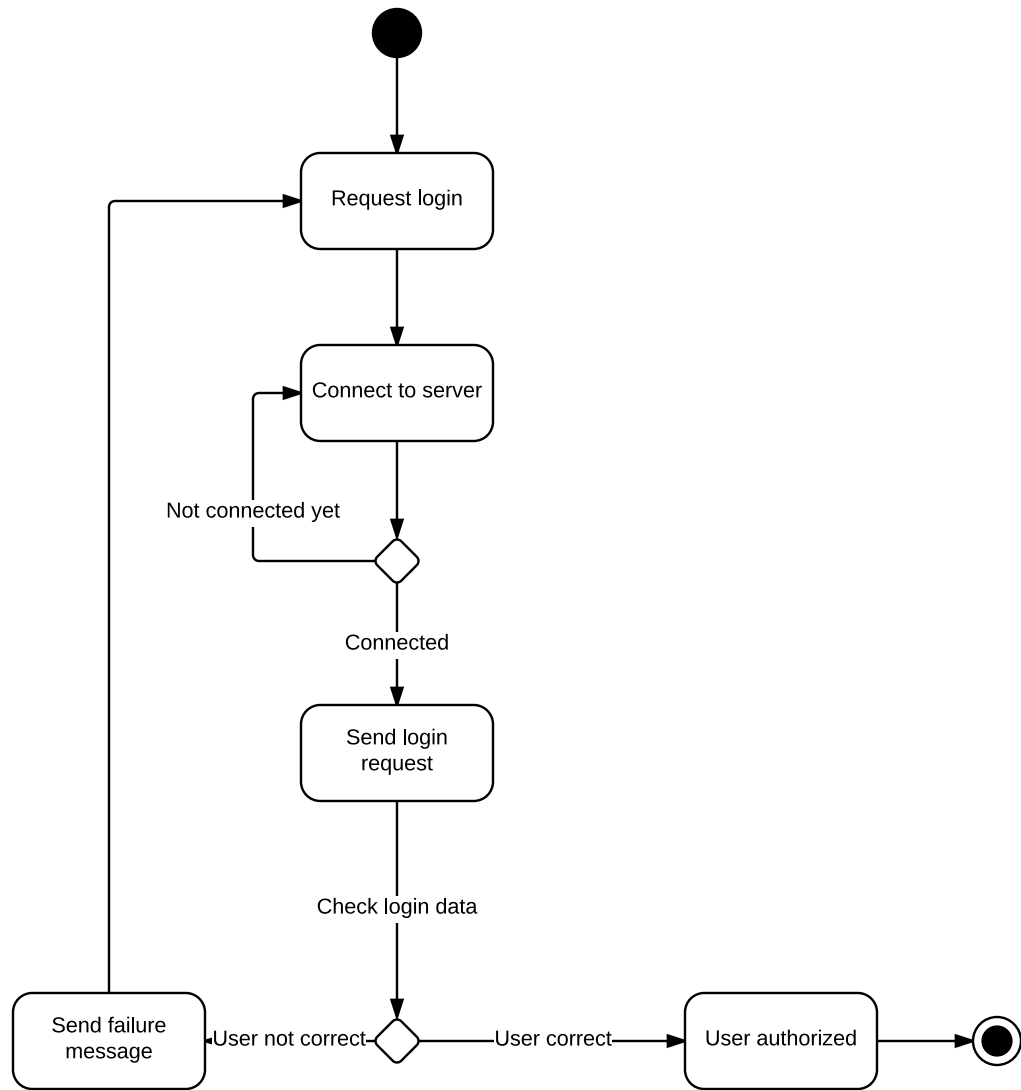 Request login
Connect to server
Not connected yet
Connected
Send login
request
Check login data
Send failure
message
User not correct
User correct
User authorized